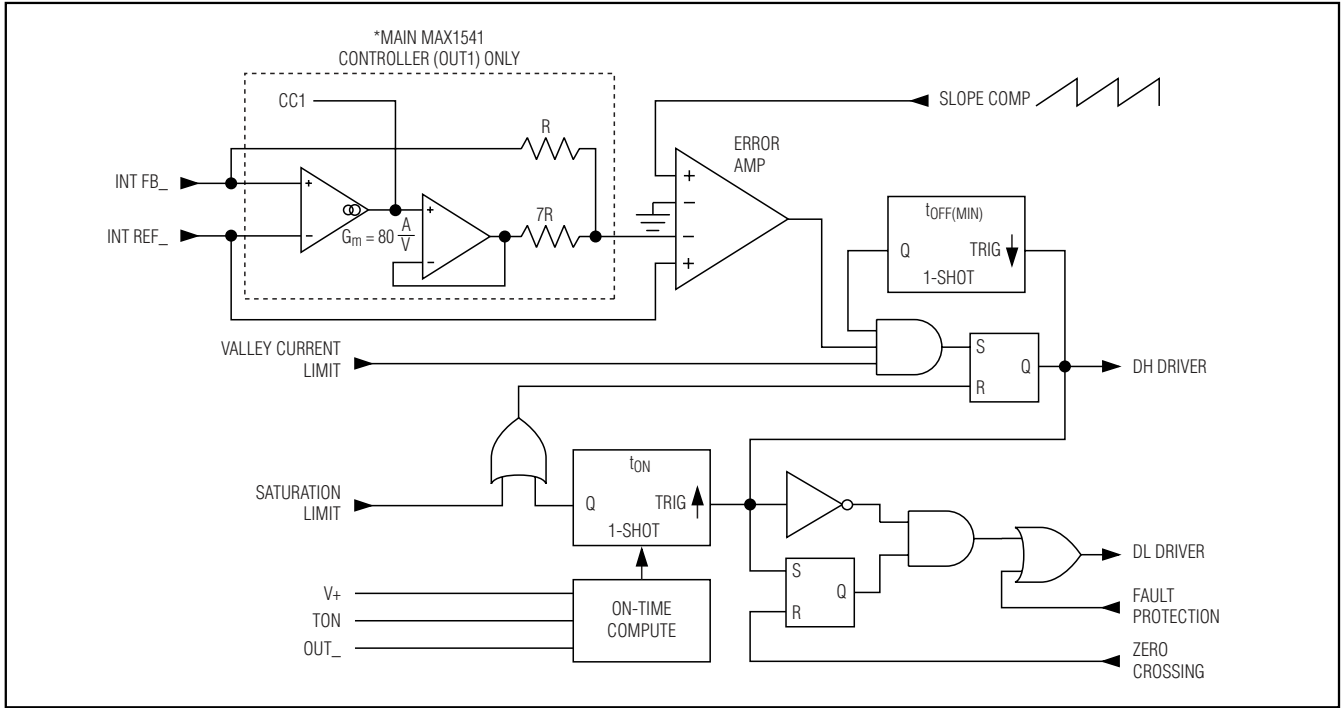 *MAIN MAX1541
CONTROLLER (OUT1) ONLY
CC1
SLOPE COMP
R
ERROR
AMP
INT FB_
+
+
tOFF(MIN)
7R
−
+
Gm = 80 A/V
Q
TRIG
INT REF_
−
−
−
1-SHOT
+
VALLEY CURRENT
LIMIT
S
Q
DH DRIVER
R
tON
SATURATION
LIMIT
Q
TRIG
1-SHOT
DL DRIVER
S
Q
R
V+
TON
OUT_
ON-TIME
COMPUTE
FAULT
PROTECTION
ZERO
CROSSING